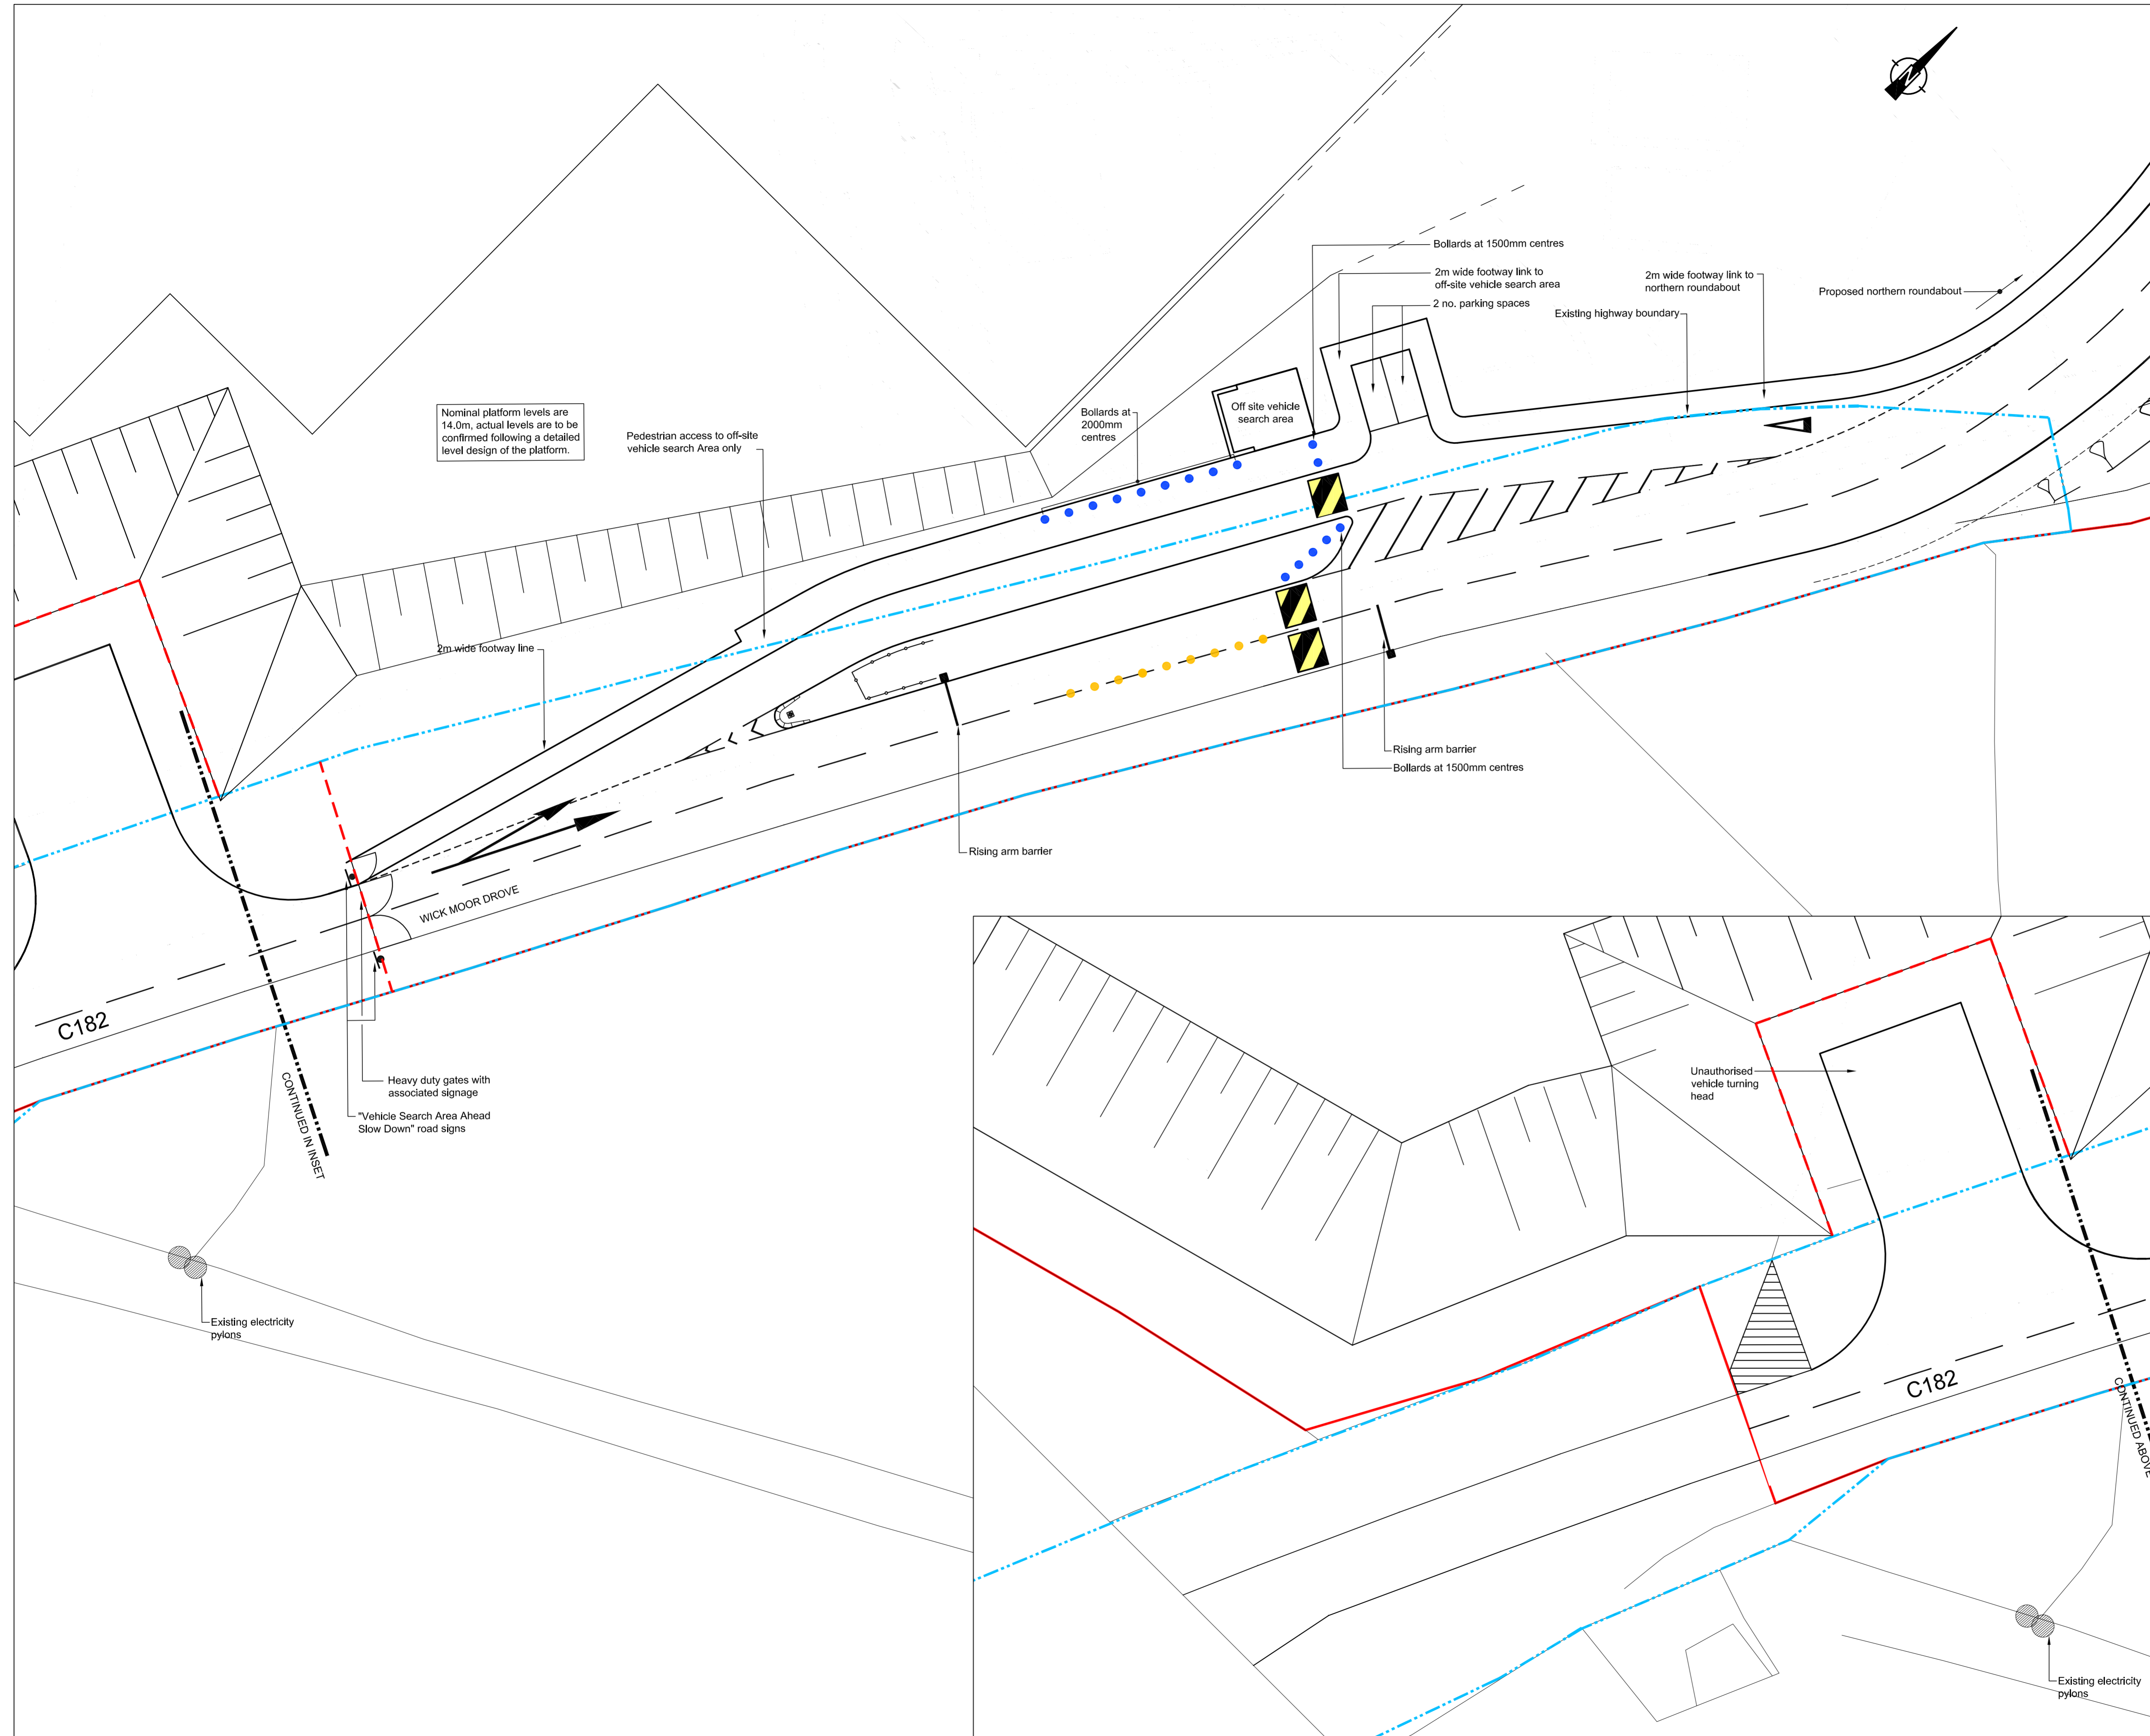 N
Bollards at 1500mm centres
2m wide footway link to
off-site vehicle search area
2 no. parking spaces
2m wide footway link to
northern roundabout
Existing highway boundary
Proposed northern roundabout
Nominal platform levels are
14.0m, actual levels are to be
confirmed following a detailed
level design of the platform.
Pedestrian access to off-site
vehicle search Area only
Bollards at
2000mm
centres
Off site vehicle
search area
2m wide footway line
Rising arm barrier
Bollards at 1500mm centres
Rising arm barrier
WICK MOOR DROVE
C182
CONTINUED IN INSET
Heavy duty gates with
associated signage
"Vehicle Search Area Ahead
Slow Down" road signs
Existing electricity
pylons
Unauthorised
vehicle turning
head
C182
CONTINUED ABOVE
Existing electricity
pylons